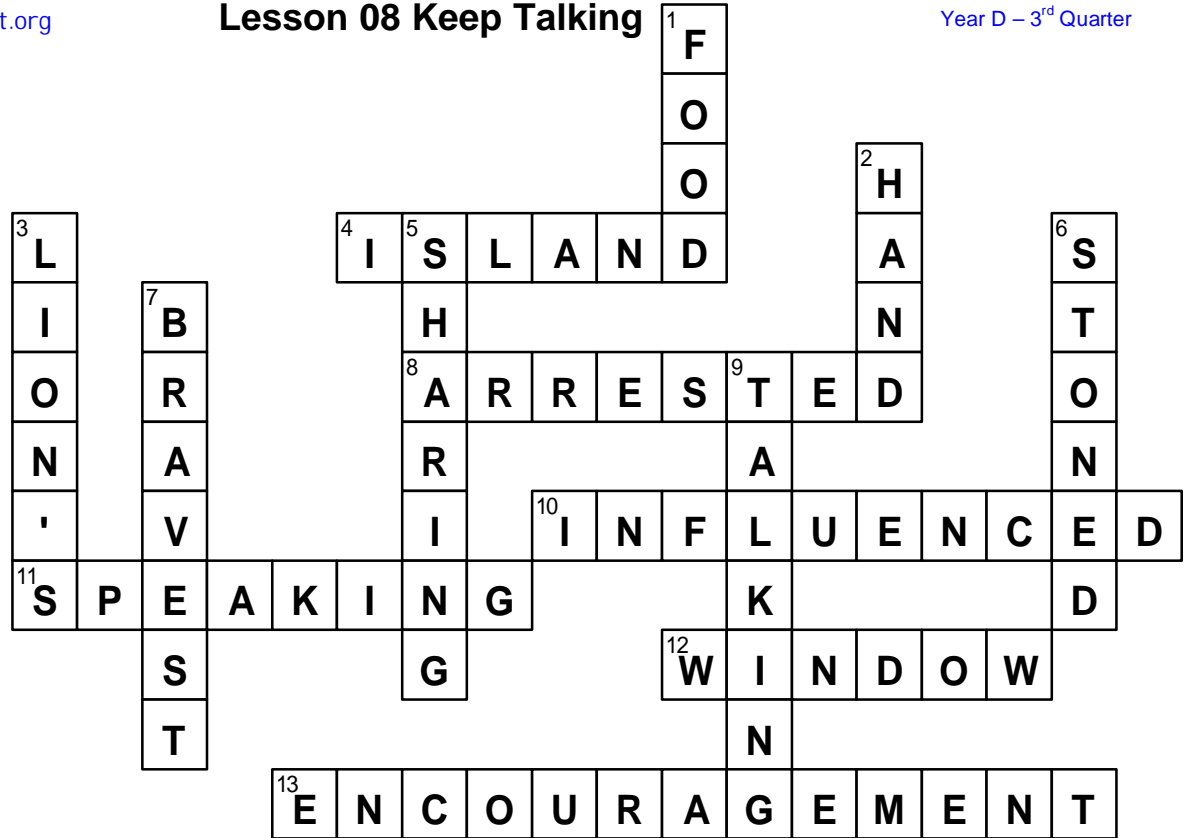 t.org Lesson 08 Keep Talking Year D – 3rd Quarter
1 F
O
O 2 H
3 L 4 I 5 S L A N D A 6 S
I 7 B H N T
O R 8 A R R E S 9 T E D O
N A R A N
' V I 10 I N F L U E N C E D
11 S P E A K I N G K D
S G 12 W I N D O W
T N
13 E N C O U R A G E M E N T